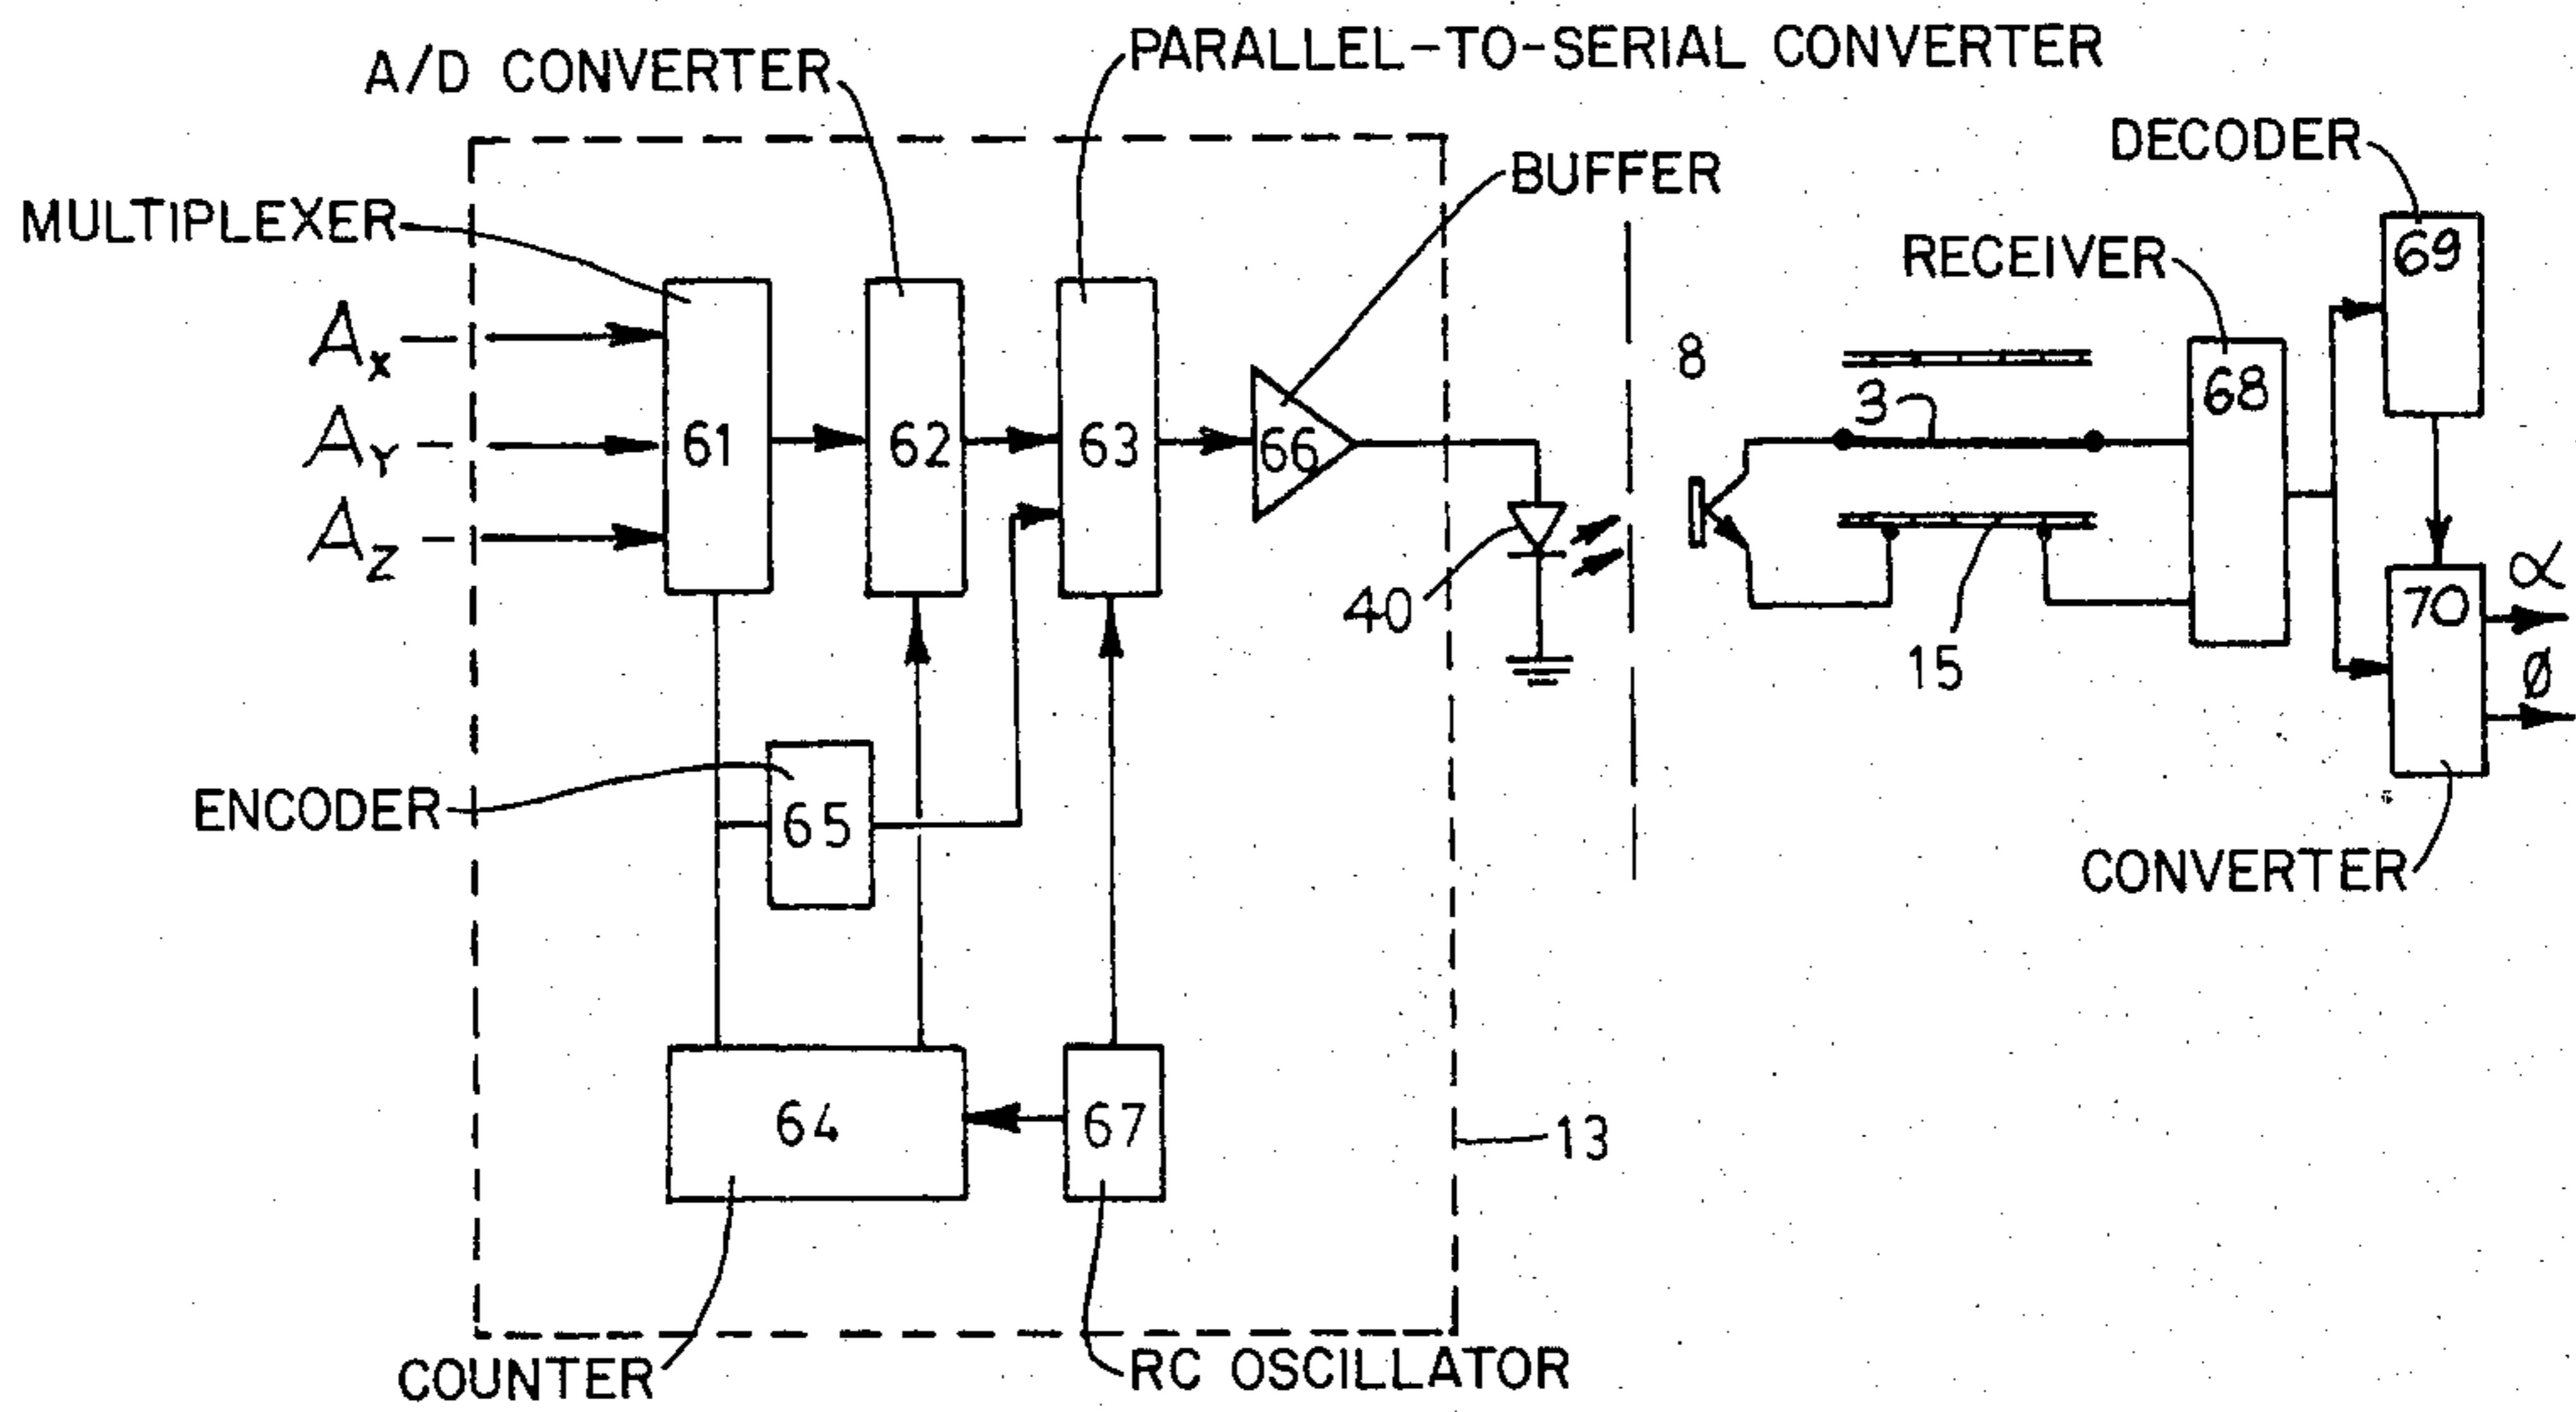 PARALLEL-TO-SERIAL CONVERTER
A/D CONVERTER
DECODER
BUFFER
MULTIPLEXER
RECEIVER
69
AX
8
68
3
AY
61
62
63
66
AZ
α
40
70
15
ø
65
ENCODER
CONVERTER
64
67
13
COUNTER
RC OSCILLATOR